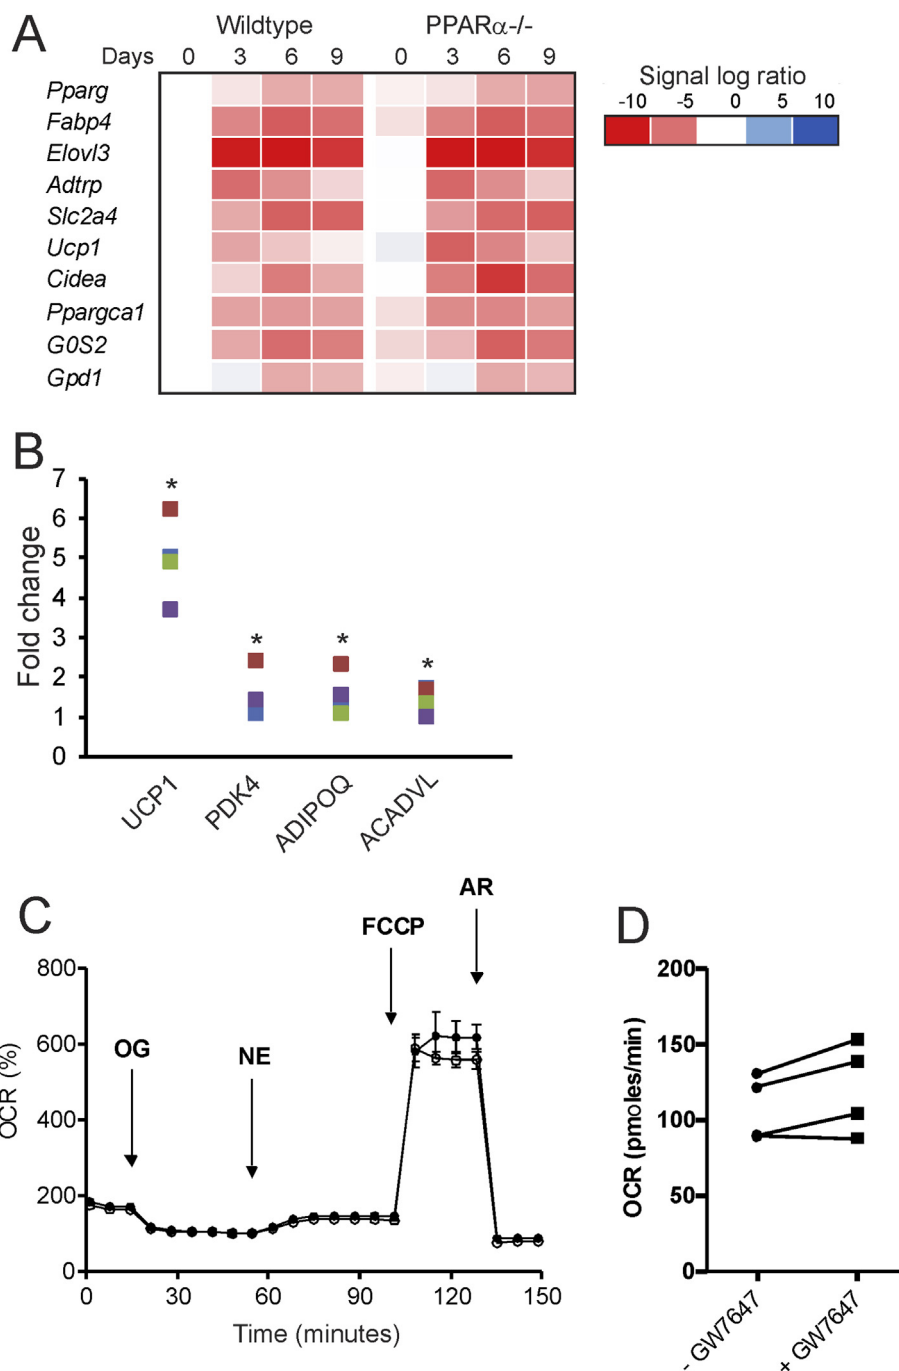 A
Wildtype PPARα-/-
Days 0 3 6 9 0 3 6 9
Signal log ratio
-10 -5 0 5 10
Pparg
Fabp4
Elovl3
Adtrp
Slc2a4
Ucp1
Cidea
Ppargca1
G0S2
Gpd1
B
Fold change
7
6
5
4
3
2
1
0
* * * *
UCP1 PDK4 ADIPOQ ACADVL
C
OCR (%)
800
600
400
200
0
OG NE FCCP AR
0 30 60 90 120 150
Time (minutes)
D
OCR (pmoles/min)
200
150
100
50
0
- GW7647 + GW7647